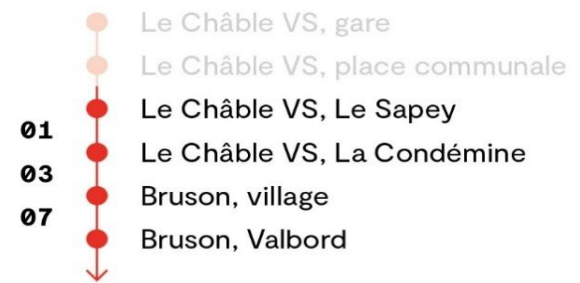 Le Châble VS, gare
Le Châble VS, place communale
Le Châble VS, Le Sapey
01
Le Châble VS, La Condémine
03
Bruson, village
07
Bruson, Valbord